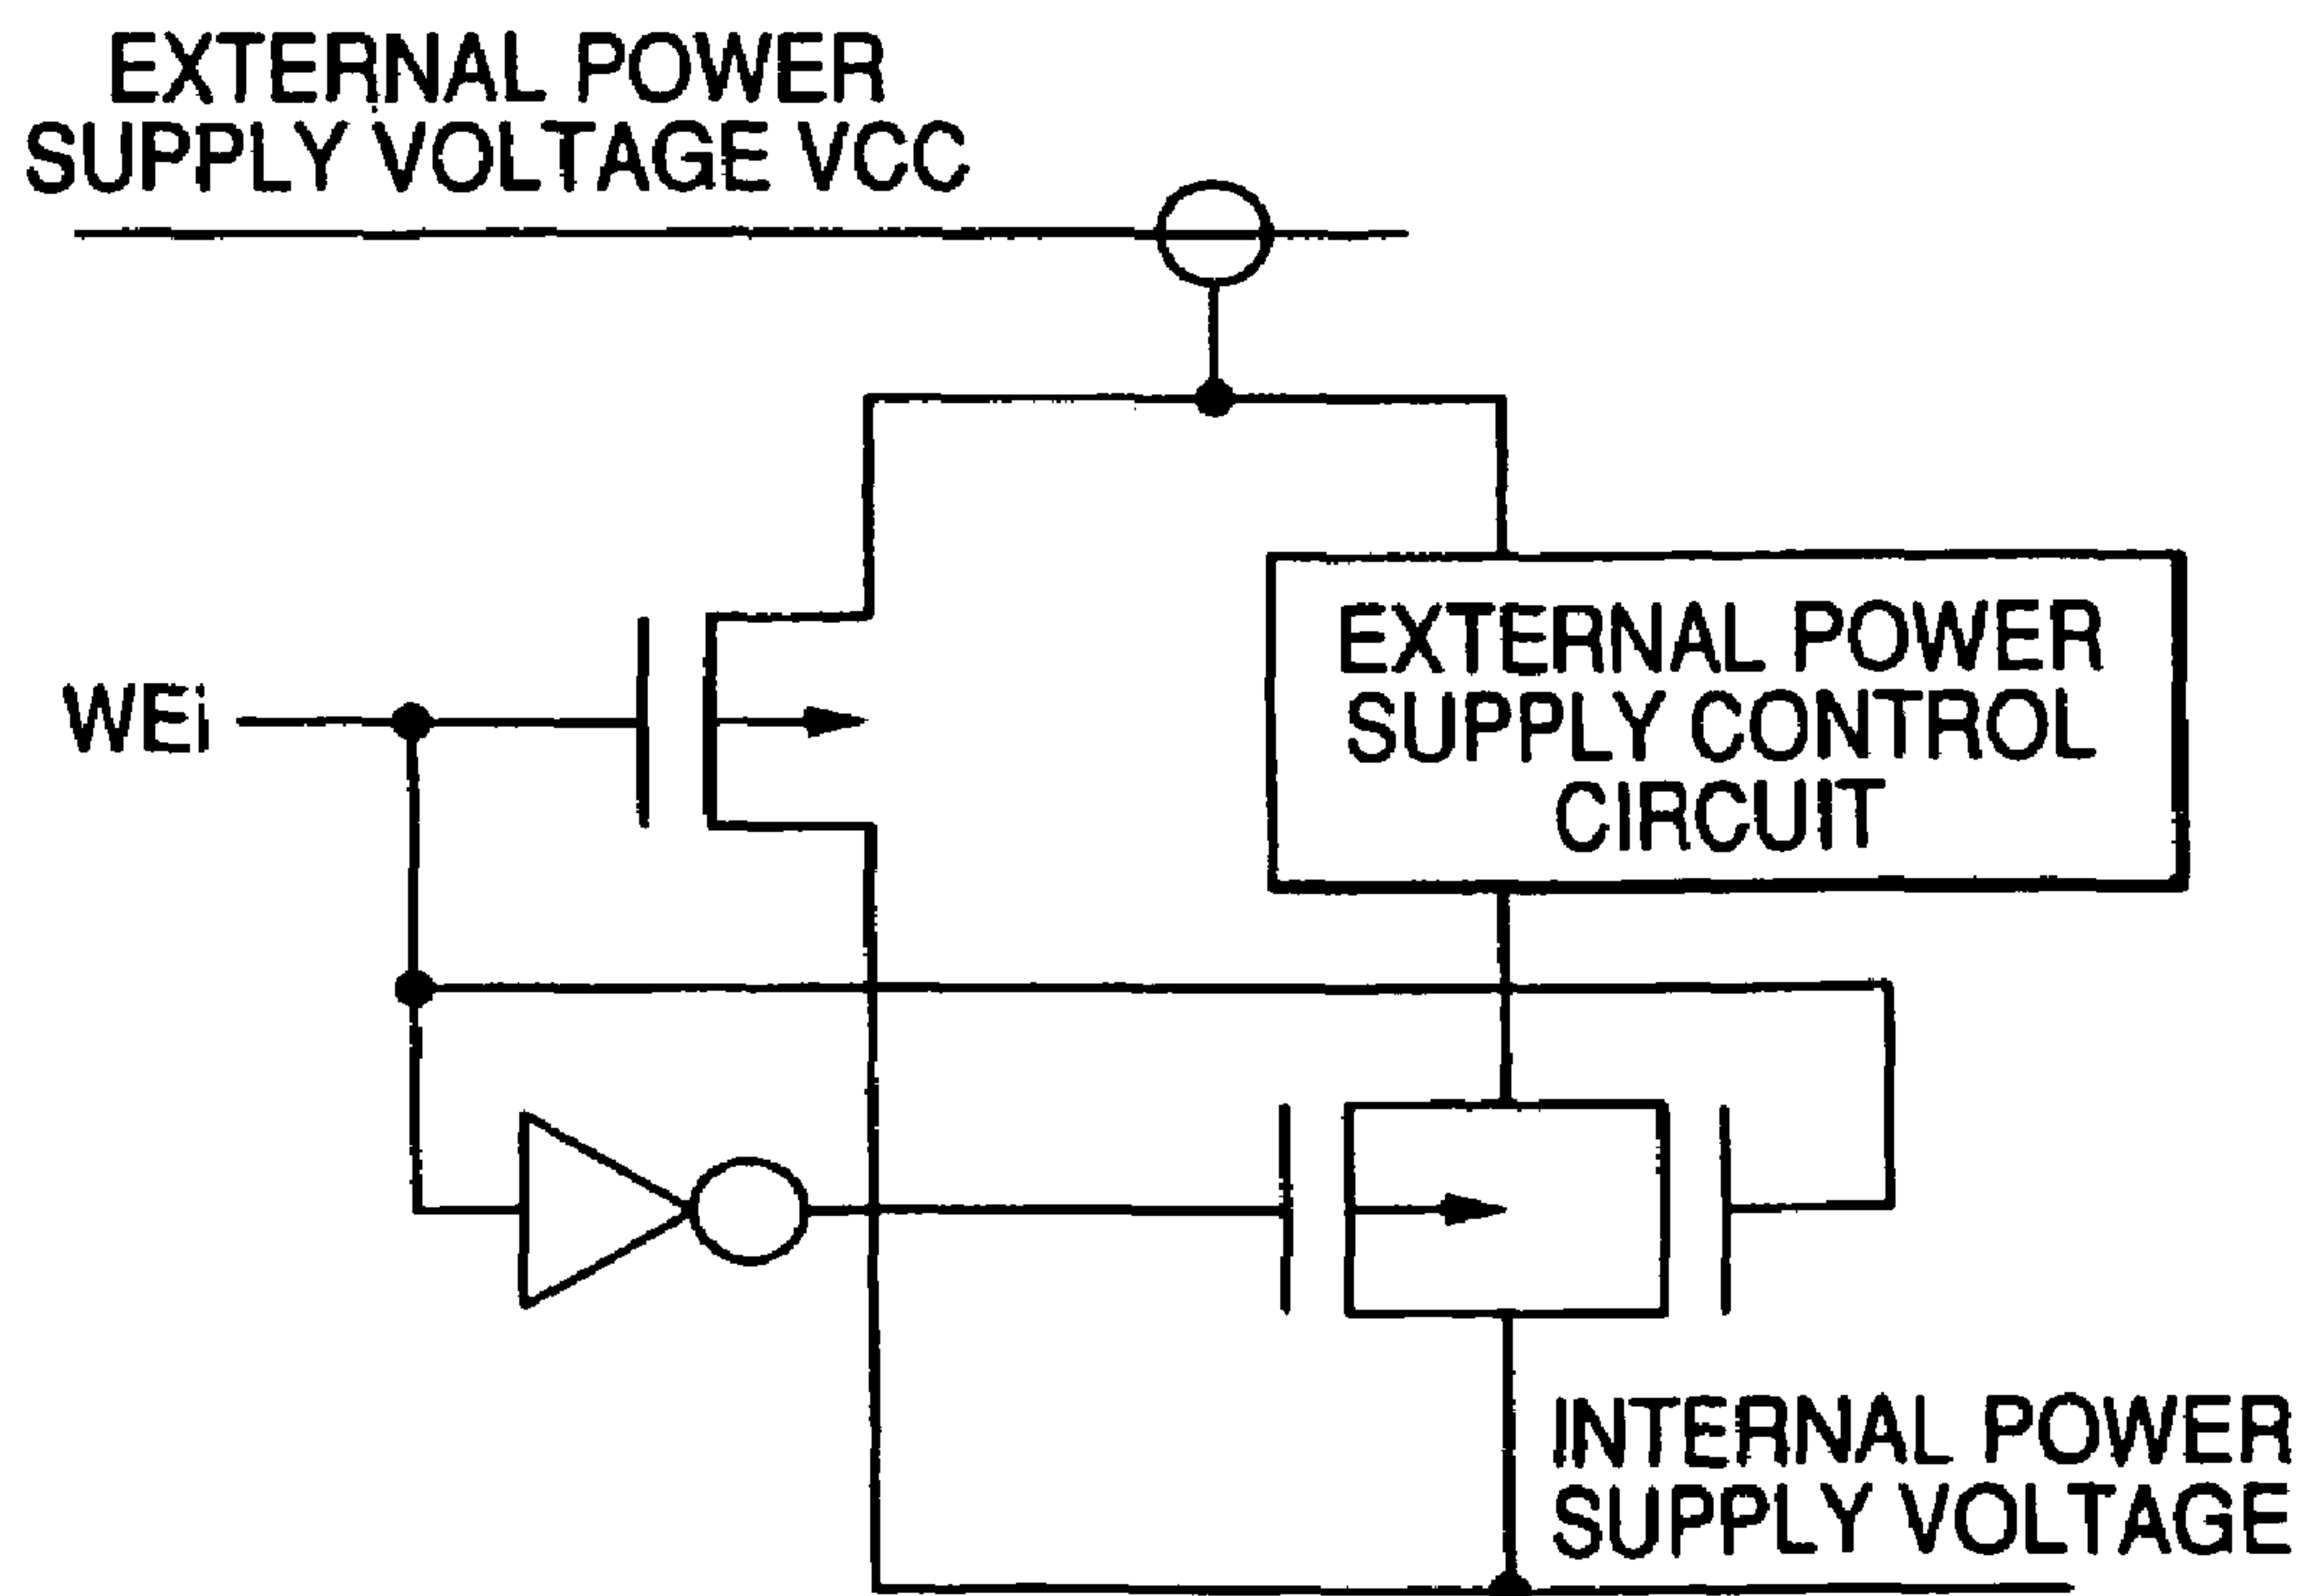 EXTERNAL POWER
SUPPLY VOLTAGE VCC
EXTERNAL POWER
SUPPLY CONTROL
CIRCUIT
WEi
INTERNAL POWER
SUPPLY VOLTAGE